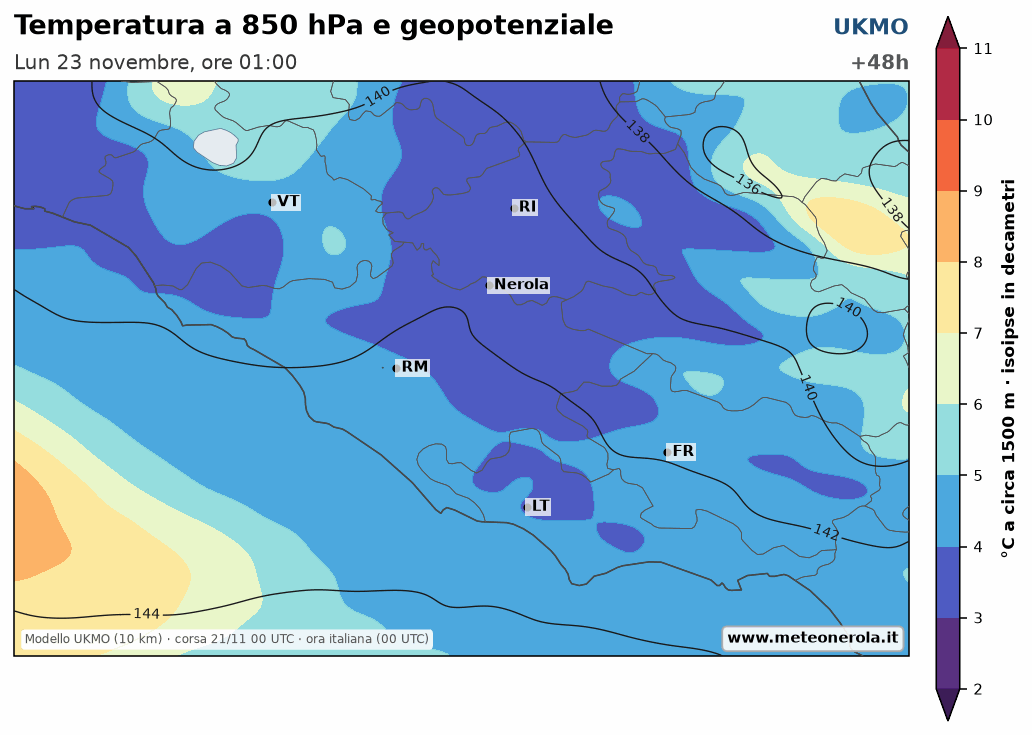 Temperatura a 850 hPa e geopotenziale
UKMO
Lun 23 novembre, ore 01:00
+48h
140
138
136
138
VT
RI
Nerola
140
RM
140
FR
LT
142
144
Modello UKMO (10 km) · corsa 21/11 00 UTC · ora italiana (00 UTC)
www.meteonerola.it
11
10
9
8
7
6
5
4
3
2
°C a circa 1500 m · isoipse in decametri